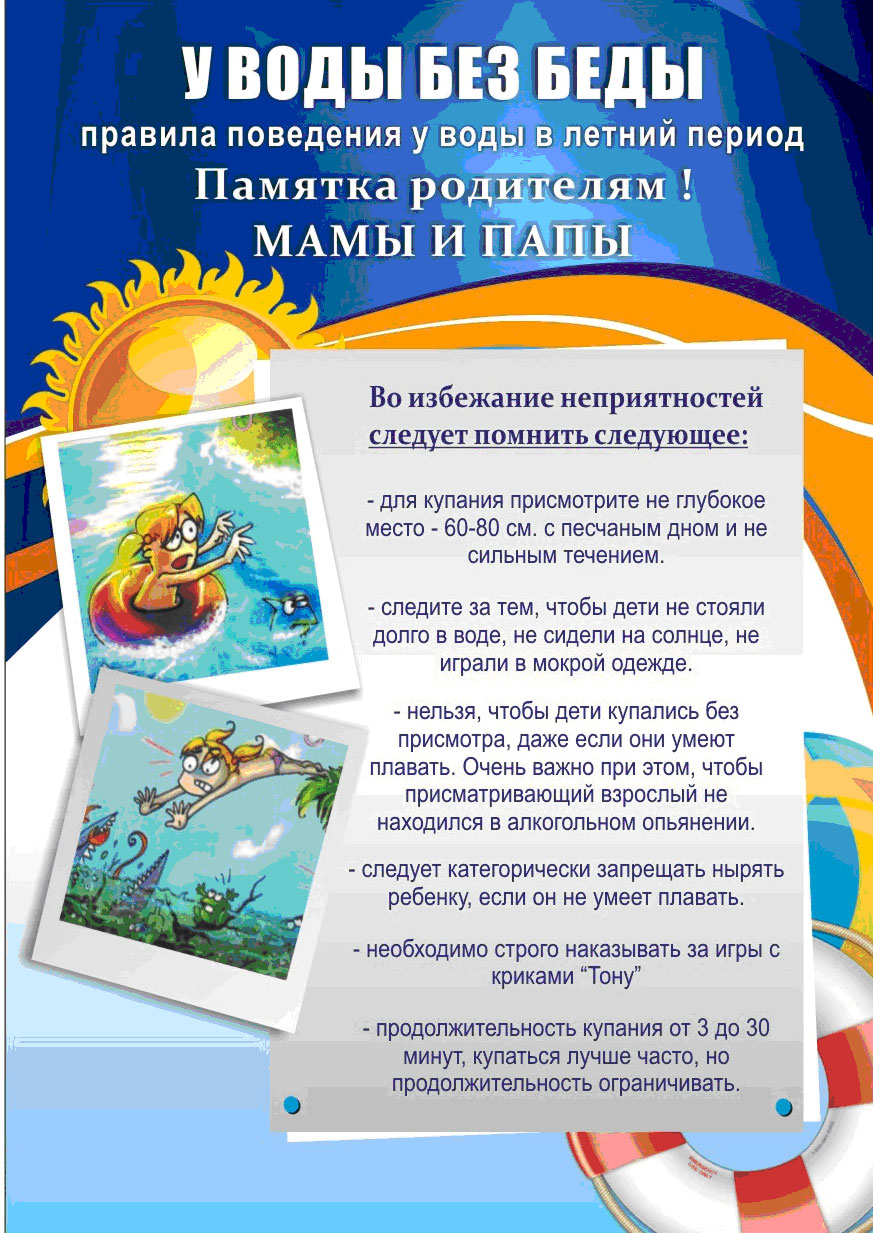 У ВОДЫ БЕЗ БЕДЫ
правила поведения у воды в летний период
Памятка родителям !
МАМЫ И ПАПЫ
Во избежание неприятностей
следует помнить следующее:
- для купания присмотрите не глубокое
место - 60-80 см. с песчаным дном и не
сильным течением.
- следите за тем, чтобы дети не стояли
долго в воде, не сидели на солнце, не
играли в мокрой одежде.
- нельзя, чтобы дети купались без
присмотра, даже если они умеют
плавать. Очень важно при этом, чтобы
присматривающий взрослый не
находился в алкогольном опьянении.
- следует категорически запрещать нырять
ребенку, если он не умеет плавать.
- необходимо строго наказывать за игры с
криками “Тону”
- продолжительность купания от 3 до 30
минут, купаться лучше часто, но
продолжительность ограничивать.